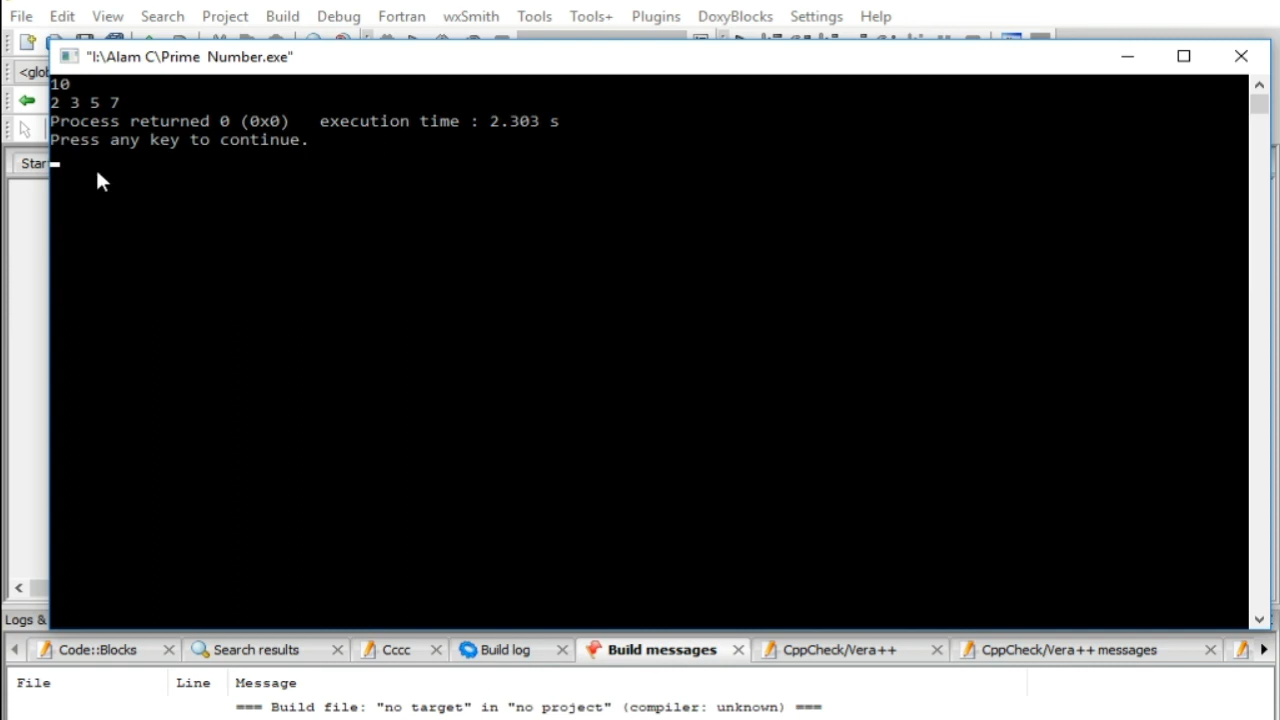 File Edit View Search Project Build Debug Fortran wxSmith Tools Tools+ Plugins DoxyBlocks Settings Help
"I:\Alam C\Prime Number.exe"
<glob
10
2 3 5 7
Process returned 0 (0x0) execution time : 2.303 s
Press any key to continue.
Star
Logs &
Code::Blocks Search results Cccc Build log Build messages CppCheck/Vera++ CppCheck/Vera++ messages
File Line Message
=== Build file: "no target" in "no project" (compiler: unknown) ===